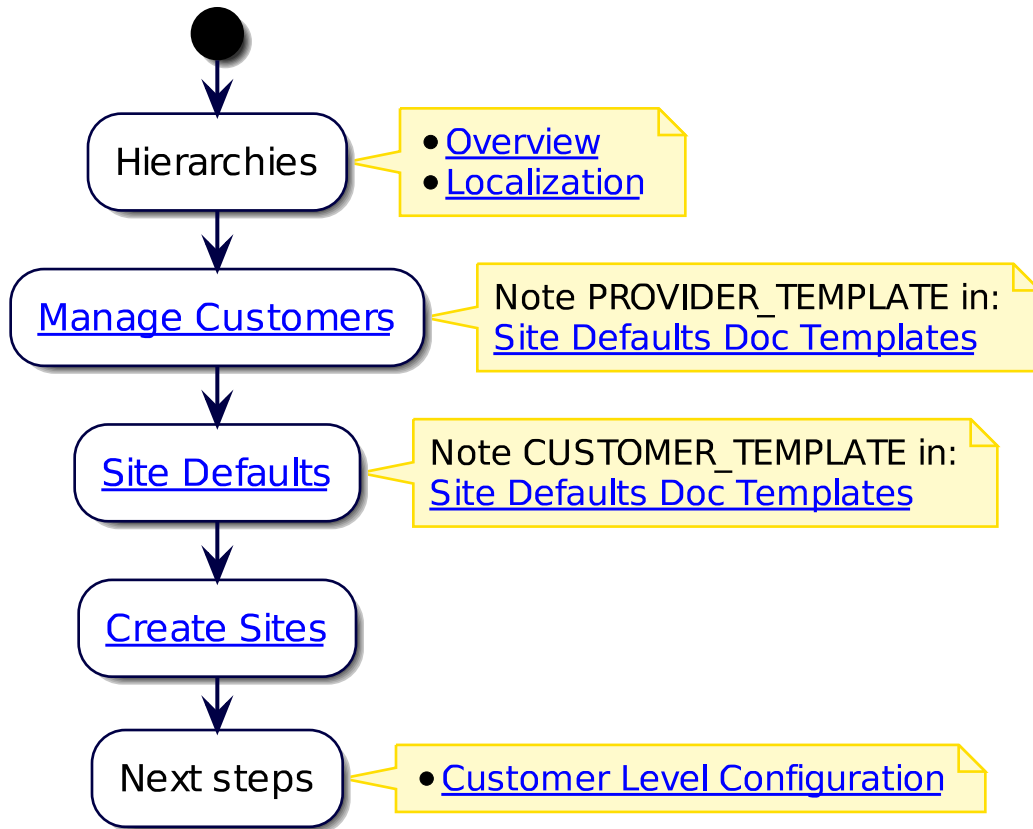 Hierarchies
• Overview
• Localization
Manage Customers
Note PROVIDER_TEMPLATE in:
Site Defaults Doc Templates
Site Defaults
Note CUSTOMER_TEMPLATE in:
Site Defaults Doc Templates
Create Sites
Next steps
• Customer Level Configuration